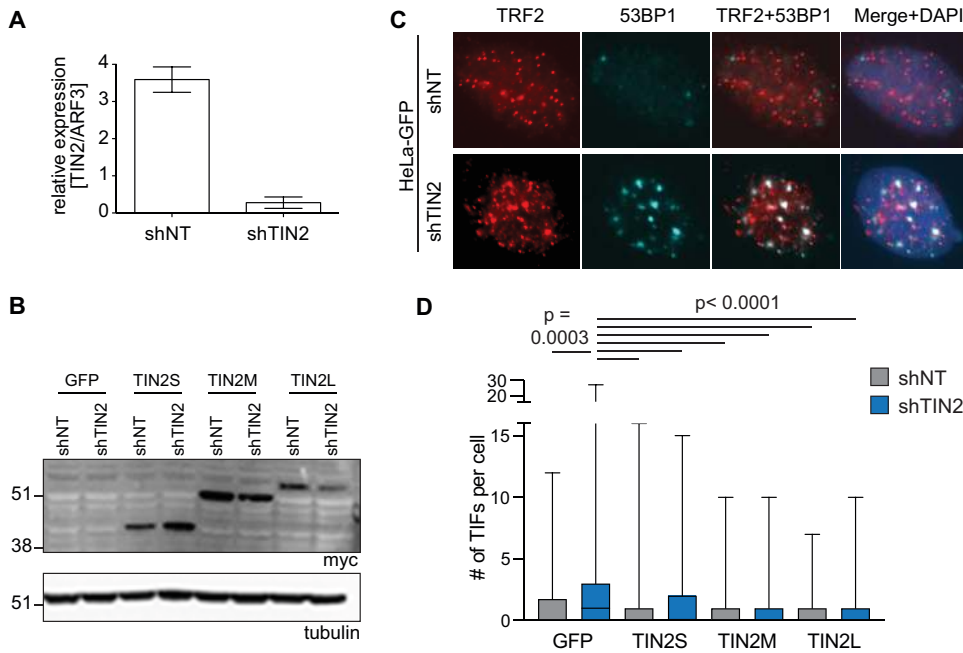 A
relative expression
[TIN2//ARF3]
4
3
2
1
0
shNT
shTIN2
B
GFP
TIN2S
TIN2M
TIN2L
shNT
shTIN2
shNT
shTIN2
shNT
shTIN2
shNT
shTIN2
51
38
myc
51
tubulin
C
TRF2
53BP1
TRF2+53BP1
Merge+DAPI
HeLa-GFP
shNT
shTIN2
D
p< 0.0001
p =
0.0003
shNT
shTIN2
# of TIFs per cell
30
20
15
10
5
0
GFP
TIN2S
TIN2M
TIN2L